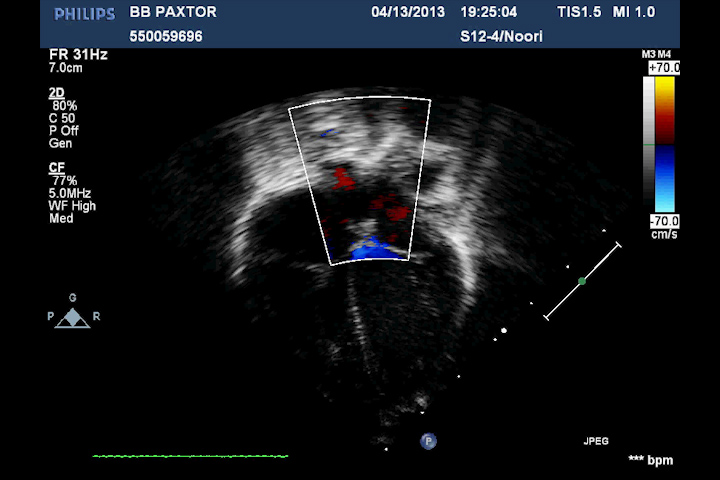 PHILIPS BB PAXTOR 04/13/2013 19:25:04 TIS1.5 MI 1.0
550059696 S12-4/Noori
FR 31Hz
7.0cm
M3 M4
+70.0
2D
80%
C 50
P Off
Gen
CF
77%
5.0MHz
WF High
Med
-70.0
cm/s
G
P R
P
JPEG
*** bpm